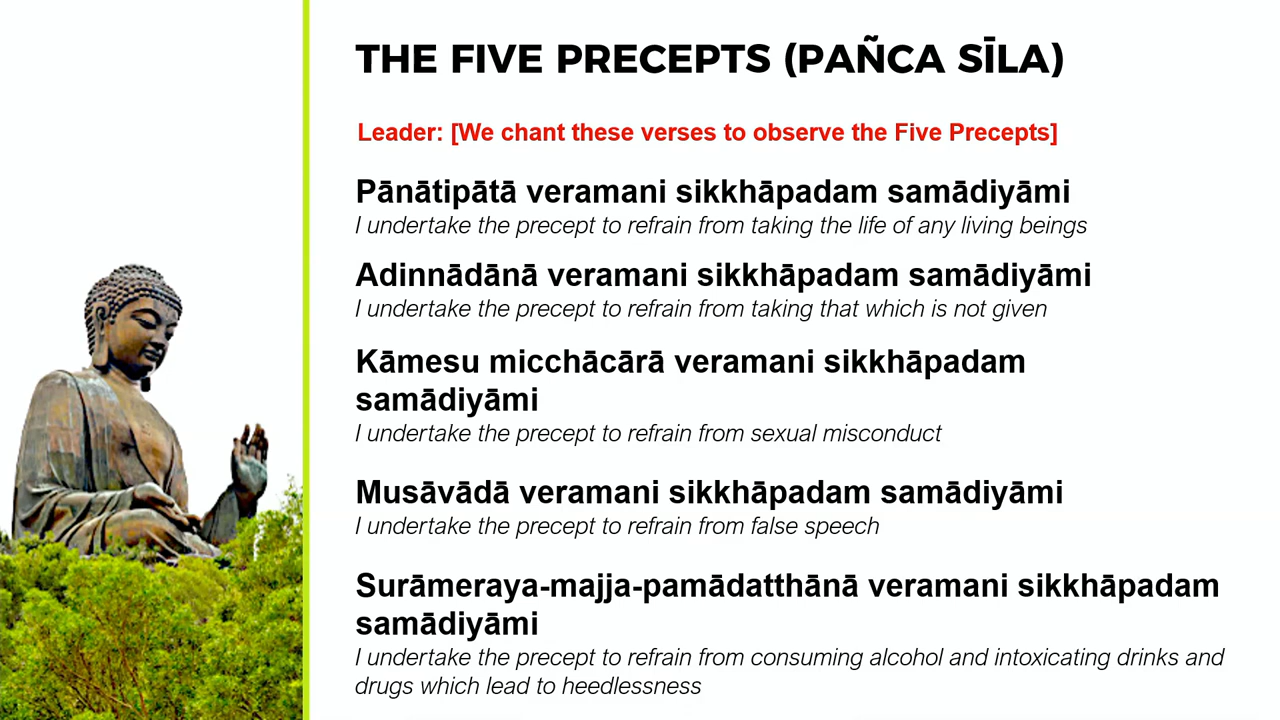 THE FIVE PRECEPTS (PAÑCA SĪLA)
Leader: [We chant these verses to observe the Five Precepts]
Pānātipātā veramani sikkhāpadam samādiyāmi
I undertake the precept to refrain from taking the life of any living beings
Adinnādānā veramani sikkhāpadam samādiyāmi
I undertake the precept to refrain from taking that which is not given
Kāmesu micchācārā veramani sikkhāpadam
samādiyāmi
I undertake the precept to refrain from sexual misconduct
Musāvādā veramani sikkhāpadam samādiyāmi
I undertake the precept to refrain from false speech
Surāmeraya-majja-pamādatthānā veramani sikkhāpadam
samādiyāmi
I undertake the precept to refrain from consuming alcohol and intoxicating drinks and
drugs which lead to heedlessness